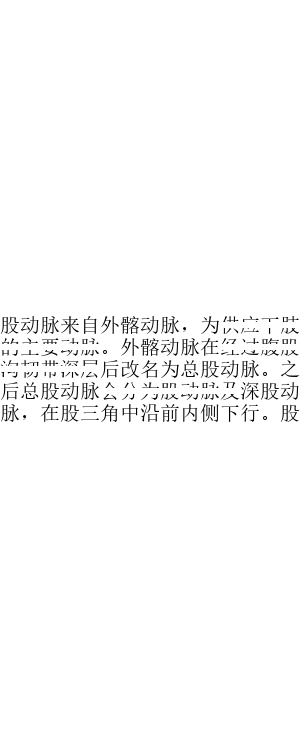 股动脉来自外髂动脉，为供应下肢
的主要动脉。外髂动脉在经过腹股
沟韧带深层后改名为总股动脉。之
后总股动脉会分为股动脉及深股动
脉，在股三角中沿前内侧下行。股